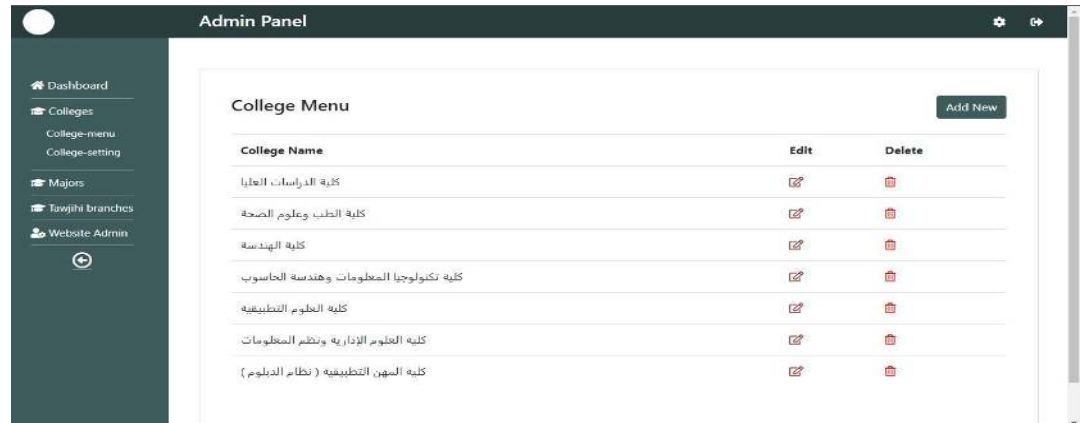 Admin Panel
Dashboard
Colleges
College-menu
College-setting
Majors
Tawjihi branches
Website Admin
College Menu
Add New
College Name Edit Delete
كلية الدراسات العليا
كلية الطب وعلوم الصحة
كلية الهندسة
كلية تكنولوجيا المعلومات وهندسة الحاسوب
كلية العلوم التطبيقية
كلية العلوم الإدارية ونظم المعلومات
كلية المهن التطبيقية ( نظام الدبلوم )